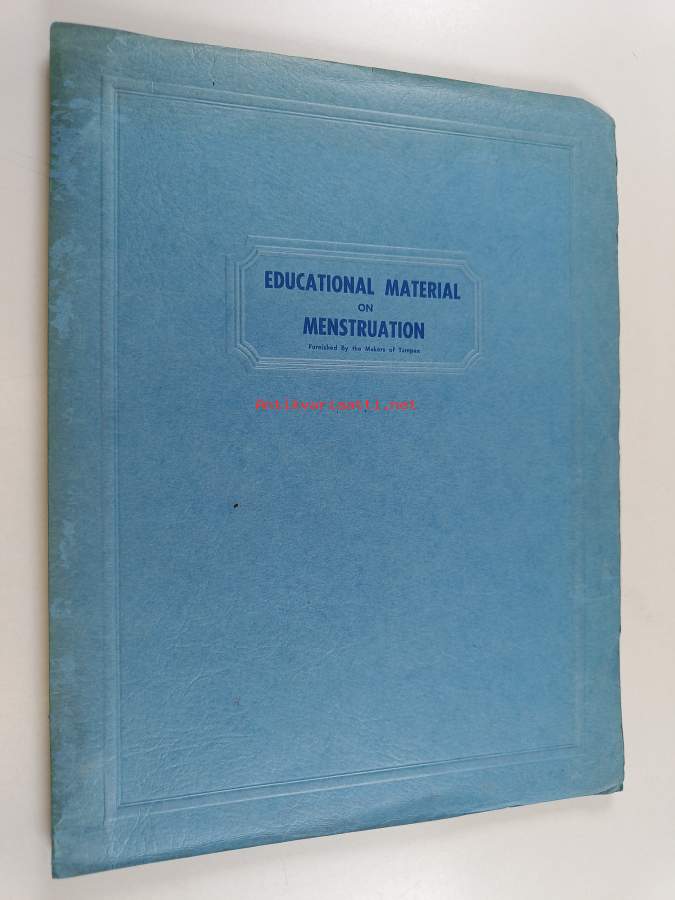 EDUCATIONAL MATERIAL
ON
MENSTRUATION
Furnished By the Makers of Tampax
Antikvariaatti.net